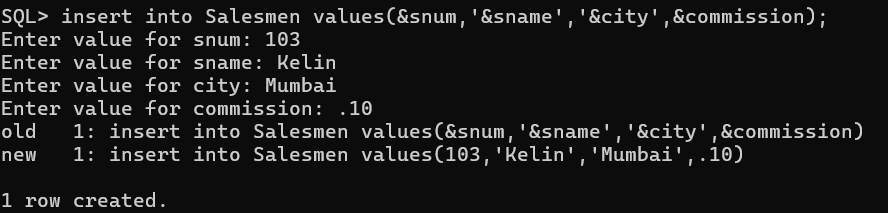 SQL> insert into Salesmen values(&snum,'&sname','&city',&commission);
Enter value for snum: 103
Enter value for sname: Kelin
Enter value for city: Mumbai
Enter value for commission: .10
old   1: insert into Salesmen values(&snum,'&sname','&city',&commission)
new   1: insert into Salesmen values(103,'Kelin','Mumbai',.10)
1 row created.